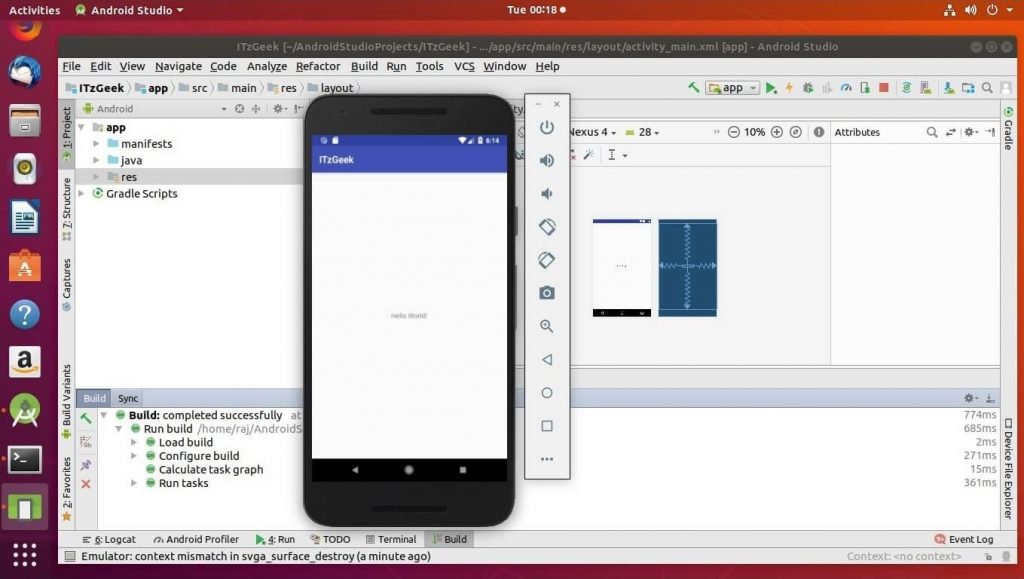 Activities Android Studio Tue 00:18
ITzGeek [~/AndroidStudioProjects/ITzGeek] - .../app/src/main/res/layout/activity_main.xml [app] - Android Studio
File Edit View Navigate Code Analyze Refactor Build Run Tools VCS Window Help
ITzGeek app src main res layout app
Android
Nexus 4 28 10% Attributes
1: Project
7: Structure
Captures
Build Variants
2: Favorites
app
manifests
java
res
Gradle Scripts
6:14
ITzGeek
Hello World!
Gradle
Device File Explorer
Build Sync
Build: completed successfully at 774ms
Run build /home/raj/AndroidS 685ms
Load build 2ms
Configure build 271ms
Calculate task graph 15ms
Run tasks 361ms
6: Logcat Android Profiler 4: Run TODO Terminal Build Event Log
Emulator: context mismatch in svga_surface_destroy (a minute ago) Context: <no context>